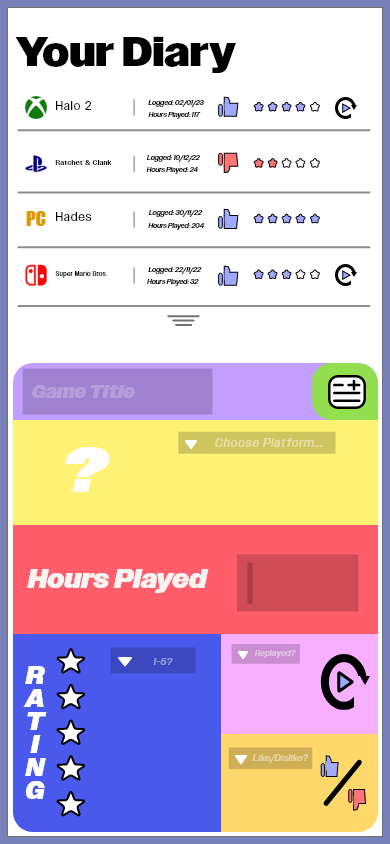 Your Diary
Halo 2
Logged: 02/01/23
Hours Played: 117
Ratchet & Clank
Logged: 10/12/22
Hours Played: 24
PC
Hades
Logged: 30/11/22
Hours Played: 204
Super Mario Bros.
Logged: 22/11/22
Hours Played: 32
Game Title
?
Choose Platform...
Hours Played
RATING
1-5?
Replayed?
Like/Dislike?